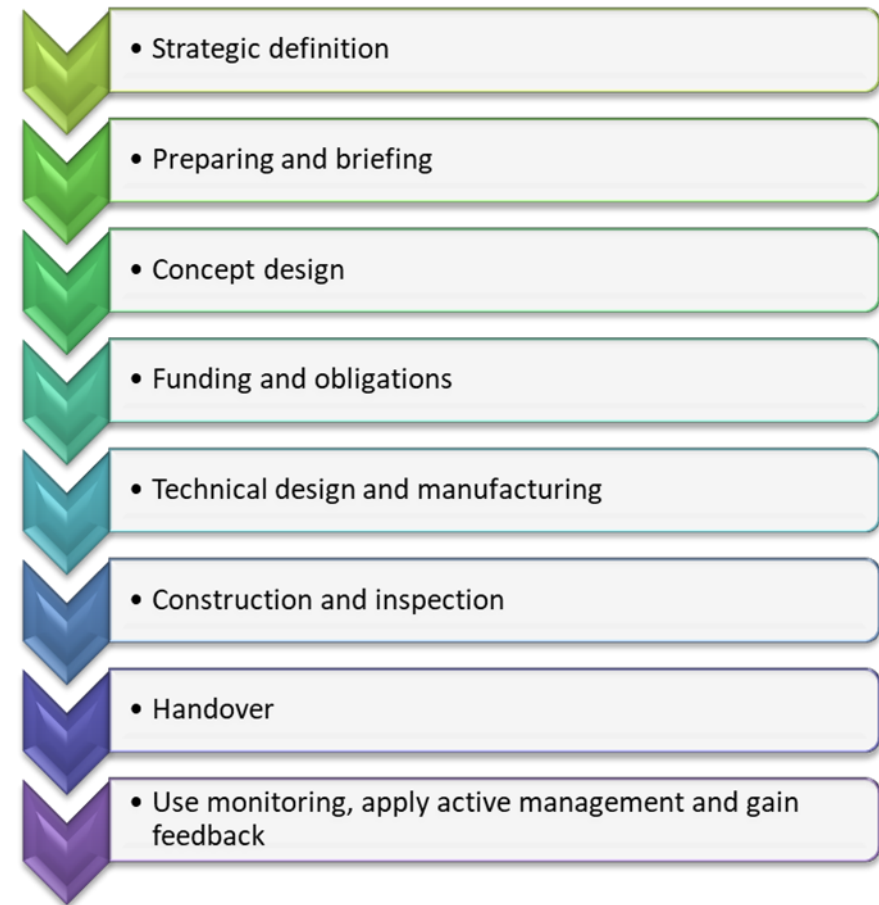 • Strategic definition
• Preparing and briefing
• Concept design
• Funding and obligations
• Technical design and manufacturing
• Construction and inspection
• Handover
• Use monitoring, apply active management and gain
feedback